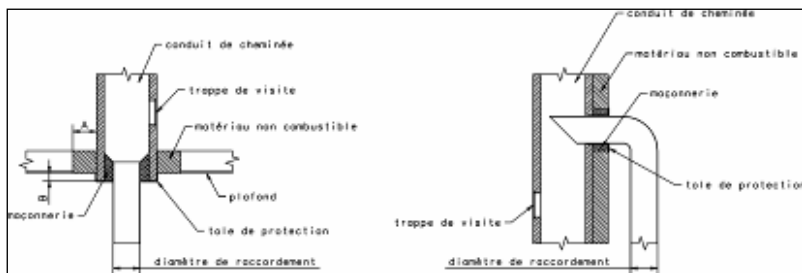 conduit de cheminée
trappe de visite
A
matériau non combustible
B
plafond
maçonnerie
tole de protection
diamètre de raccordement
conduit de cheminée
matériau non combustible
maçonnerie
tole de protection
trappe de visite
diamètre de raccordement